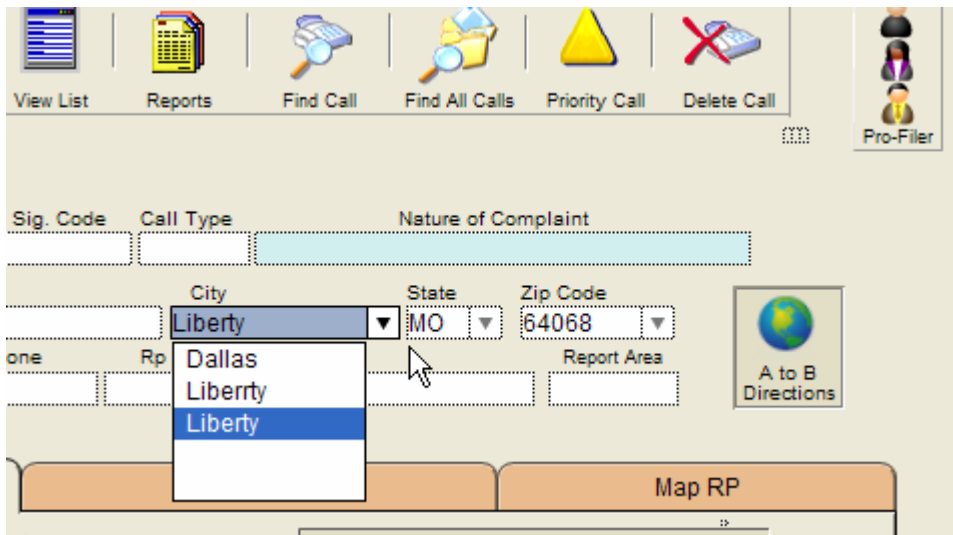 View List Reports Find Call Find All Calls Priority Call Delete Call
Pro-Filer
Sig. Code Call Type Nature of Complaint
City State Zip Code
Liberty MO 64068
one Rp Report Area
Dallas
Liberrty
Liberty
A to B
Directions
Map RP